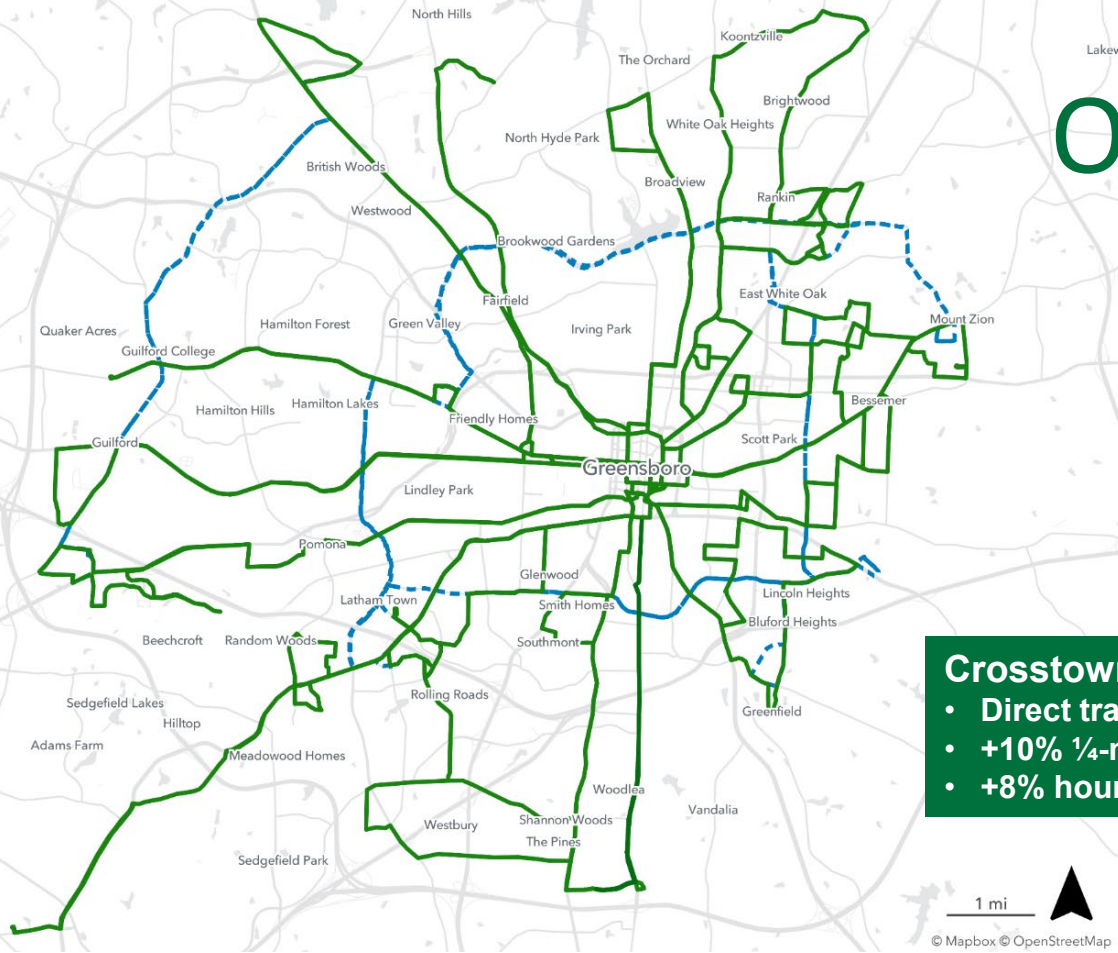 North Hills
Koontzville
Lakew
The Orchard
Brightwood
White Oak Heights
North Hyde Park
British Woods
Broadview
Rankin
Westwood
Brookwood Gardens
East White Oak
Fairfield
Mount Zion
Quaker Acres
Hamilton Forest
Green Valley
Irving Park
Guilford College
Hamilton Hills
Hamilton Lakes
Bessemer
Friendly Homes
Guilford
Scott Park
Greensboro
Lindley Park
Pomona
Glenwood
Lincoln Heights
Latham Town
Smith Homes
Bluford Heights
Beechcroft
Random Woods
Southmont
Rolling Roads
Sedgefield Lakes
Greenfield
Hilltop
Adams Farm
Meadowood Homes
Woodlea
Vandalia
Westbury
Shannon Woods
The Pines
Sedgefield Park
O
Crosstow
• Direct tra
• +10% ¼-
• +8% hour
1 mi
© Mapbox © OpenStreetMap